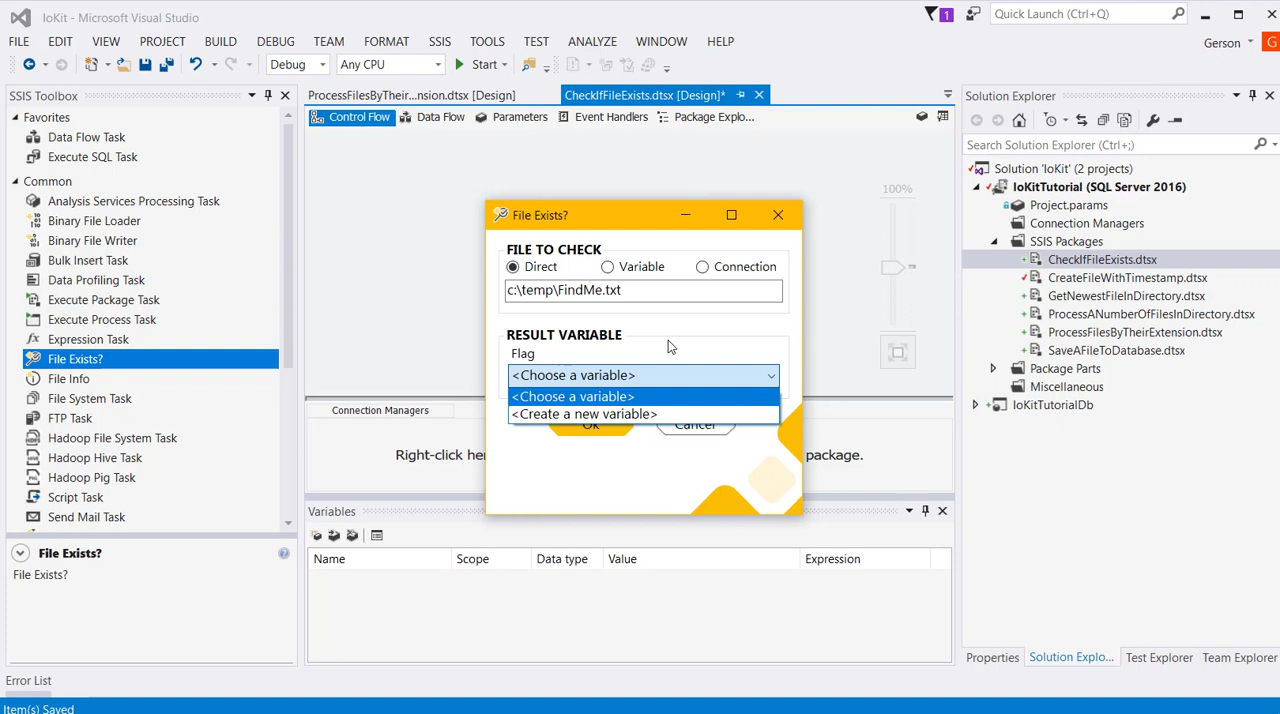 IoKit - Microsoft Visual Studio
1
Quick Launch (Ctrl+Q)
FILE EDIT VIEW PROJECT BUILD DEBUG TEAM FORMAT SSIS TOOLS TEST ANALYZE WINDOW HELP
Gerson
G
Debug
Any CPU
Start
SSIS Toolbox
Favorites
Data Flow Task
Execute SQL Task
Common
Analysis Services Processing Task
Binary File Loader
Binary File Writer
Bulk Insert Task
Data Profiling Task
Execute Package Task
Execute Process Task
fx Expression Task
File Exists?
File Info
File System Task
FTP Task
Hadoop File System Task
Hadoop Hive Task
Hadoop Pig Task
Script Task
Send Mail Task
File Exists?
File Exists?
ProcessFilesByTheir...nsion.dtsx [Design]
CheckIfFileExists.dtsx [Design]*
Control Flow
Data Flow
Parameters
Event Handlers
Package Explo...
100%
File Exists?
FILE TO CHECK
Direct
Variable
Connection
c:\temp\FindMe.txt
RESULT VARIABLE
Flag
<Choose a variable>
<Choose a variable>
<Create a new variable>
Ok
Cancel
Connection Managers
Right-click he
package.
Variables
Name Scope Data type Value Expression
Solution Explorer
Search Solution Explorer (Ctrl+;)
Solution 'IoKit' (2 projects)
IoKitTutorial (SQL Server 2016)
Project.params
Connection Managers
SSIS Packages
CheckIfFileExists.dtsx
CreateFileWithTimestamp.dtsx
GetNewestFileInDirectory.dtsx
ProcessANumberOfFilesInDirectory.dtsx
ProcessFilesByTheirExtension.dtsx
SaveAFileToDatabase.dtsx
Package Parts
Miscellaneous
IoKitTutorialDb
Properties
Solution Explo...
Test Explorer
Team Explorer
Error List
Item(s) Saved